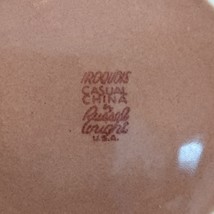 IROQUOIS
CASUAL
CHINA
by
Russel
Wright
U.S.A.